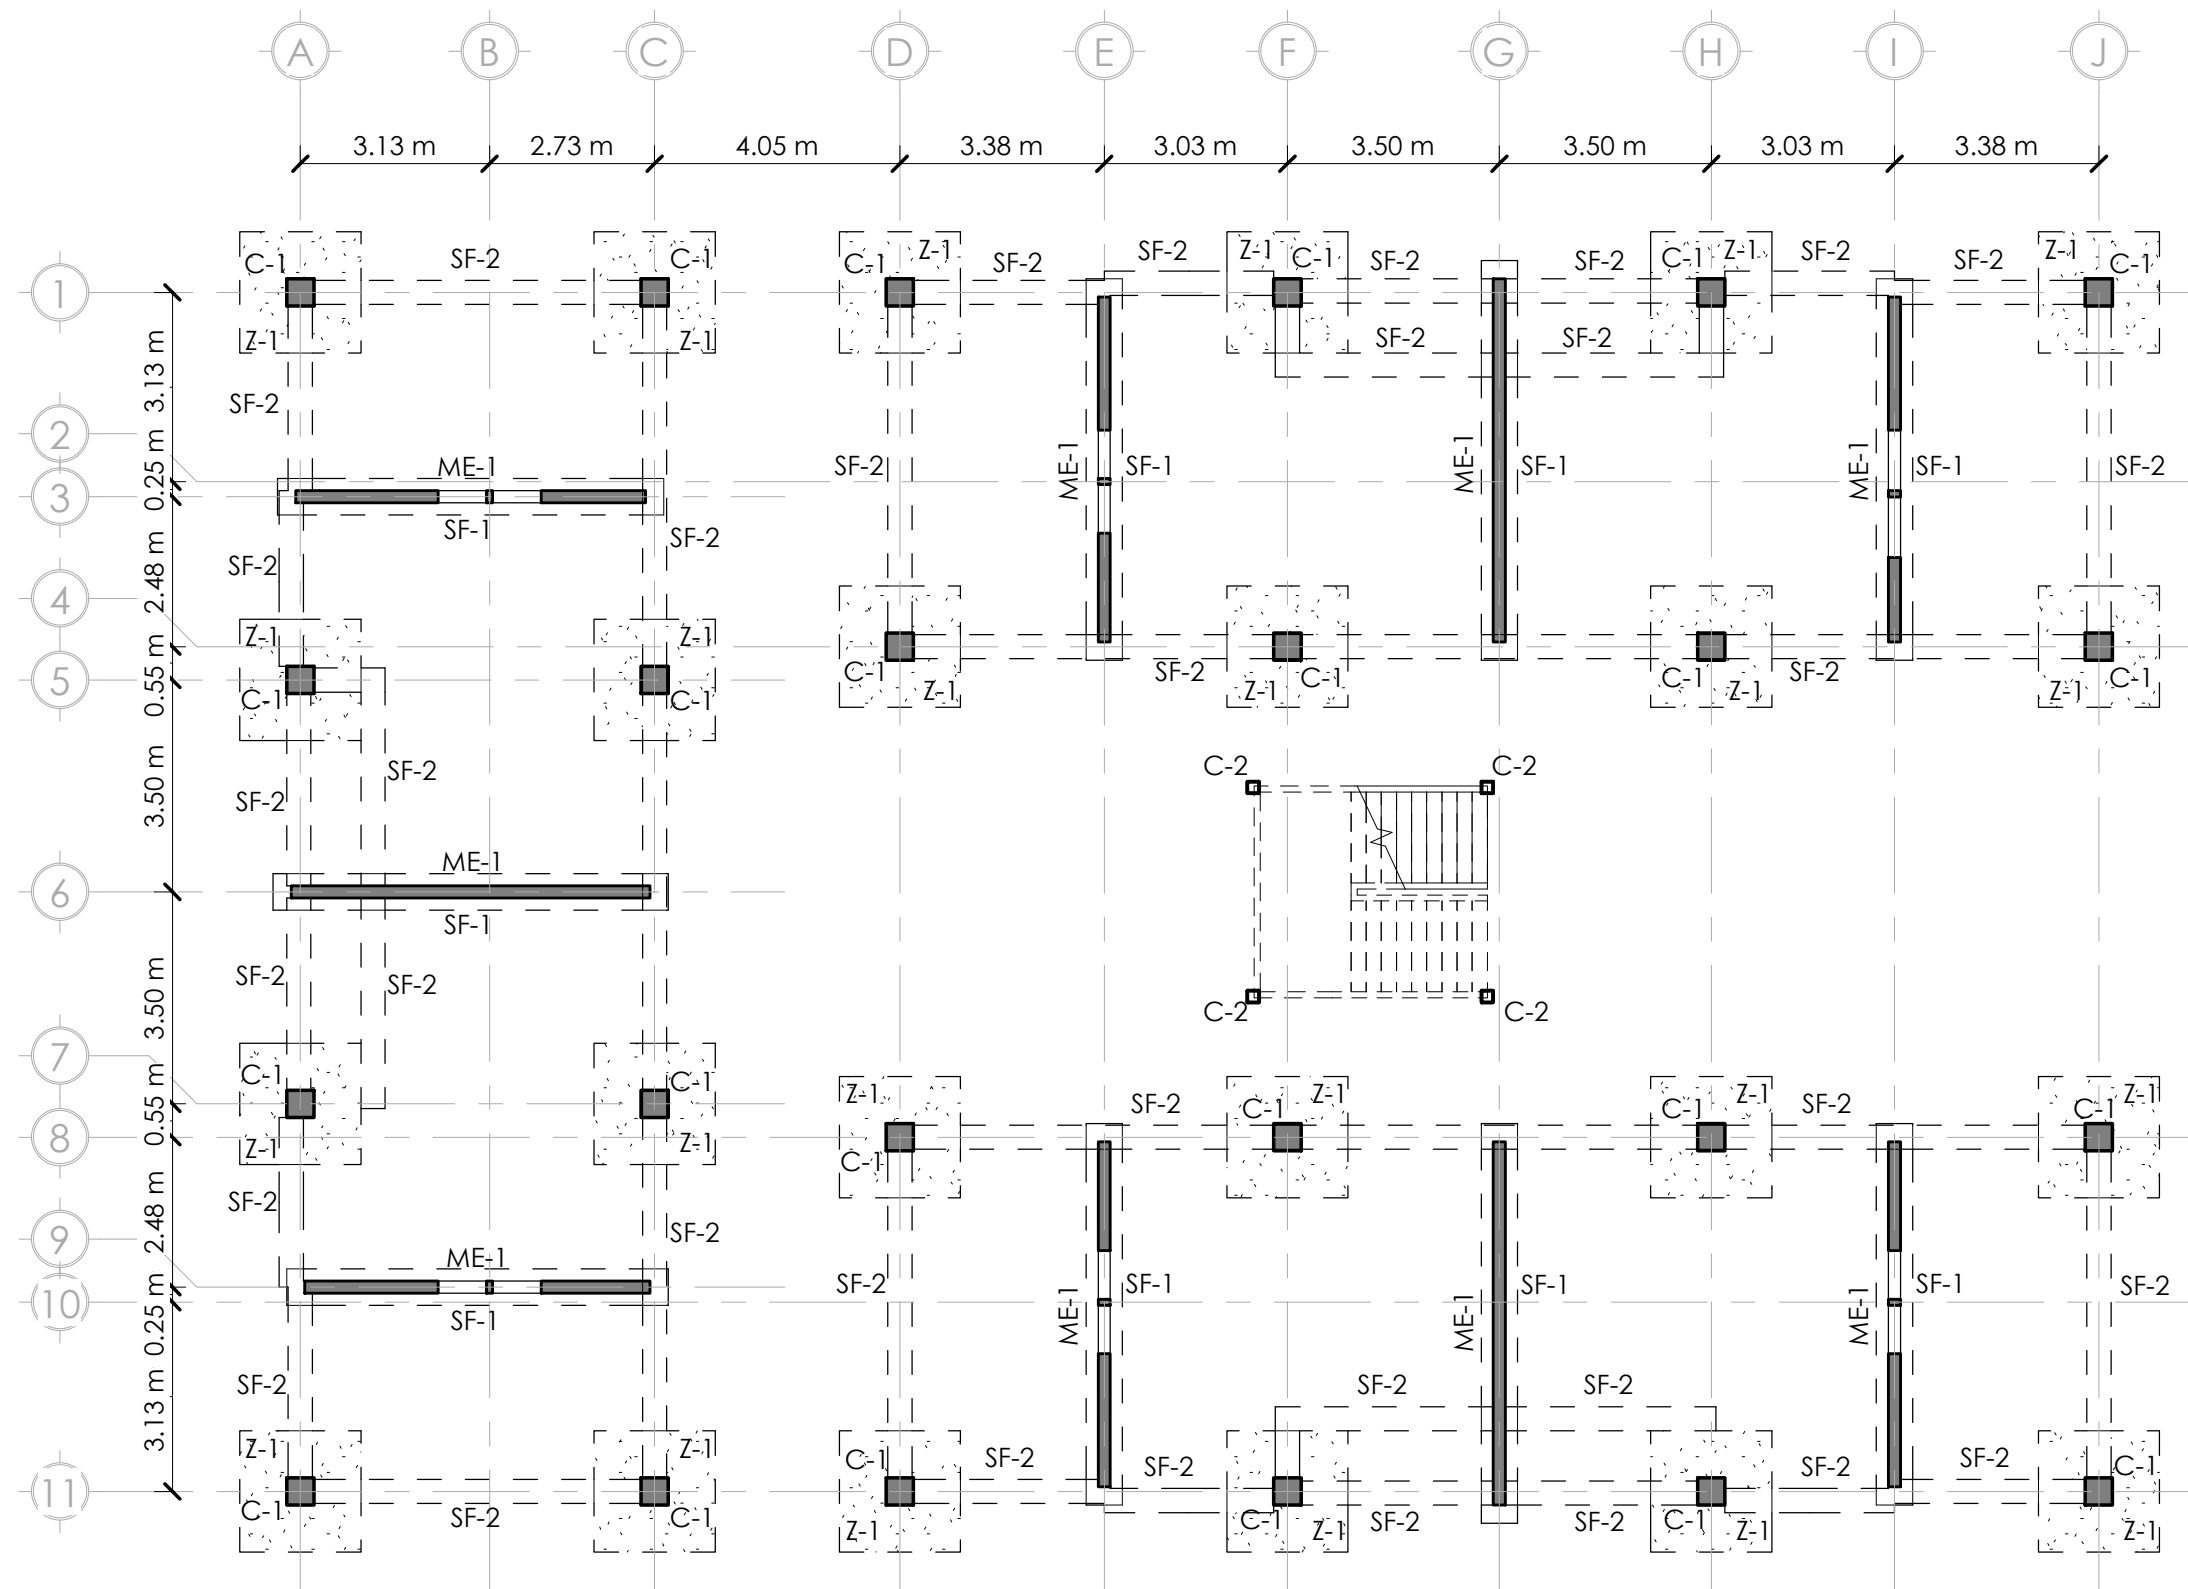 A B C D E F G H I J
3.13 m 2.73 m 4.05 m 3.38 m 3.03 m 3.50 m 3.50 m 3.03 m 3.38 m
Z-1 Z-1 SF-2 Z-1 Z-1 SF-2 Z-1
C-1 SF-2 C-1 C-1 SF-2 C-1 SF-2 SF-2 C-1 SF-2 C-1
1
Z-1 Z-1 SF-2 SF-2
3.13 m
SF-2
2
ME-1 SF-2 ME-1 SF-1 ME-1 SF-1 ME-1 SF-1 SF-2
0.25 m
3
SF-1 SF-2
SF-2
2.48 m
4
Z-1 Z-1
C-1 SF-2 SF-2
5
0.55 m
C-1 C-1 Z-1 Z-1 C-1 C-1 Z-1 Z-1 C-1
SF-2 C-2 C-2
SF-2
3.50 m
ME-1
6
SF-1
SF-2 SF-2
3.50 m
C-2 C-2
7
C-1 C-1 Z-1 SF-2 Z-1 Z-1 SF-2 Z-1
C-1 C-1 C-1
0.55 m
8
Z-1 Z-1 C-1
SF-2
2.48 m
9
SF-2
ME-1 SF-2 SF-1 SF-1 SF-1 SF-2
10
0.25 m
SF-1 ME-1 ME-1 ME-1
SF-2 SF-2 SF-2
3.13 m
Z-1 Z-1 C-1 SF-2 SF-2 SF-2 SF-2 C-1
11
C-1 SF-2 C-1 Z-1 C-1 Z-1 SF-2 SF-2 C-1 Z-1 Z-1